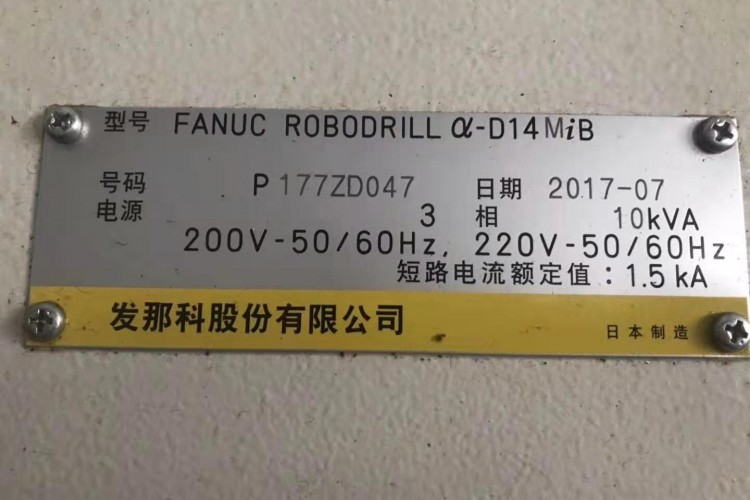 型号 FANUC ROBODRILL α-D14MiB
号码 P177ZD047 日期 2017-07
电源 3 相 10kVA
200V-50/60Hz, 220V-50/60Hz
短路电流额定值：1.5kA
发那科股份有限公司 日本制造